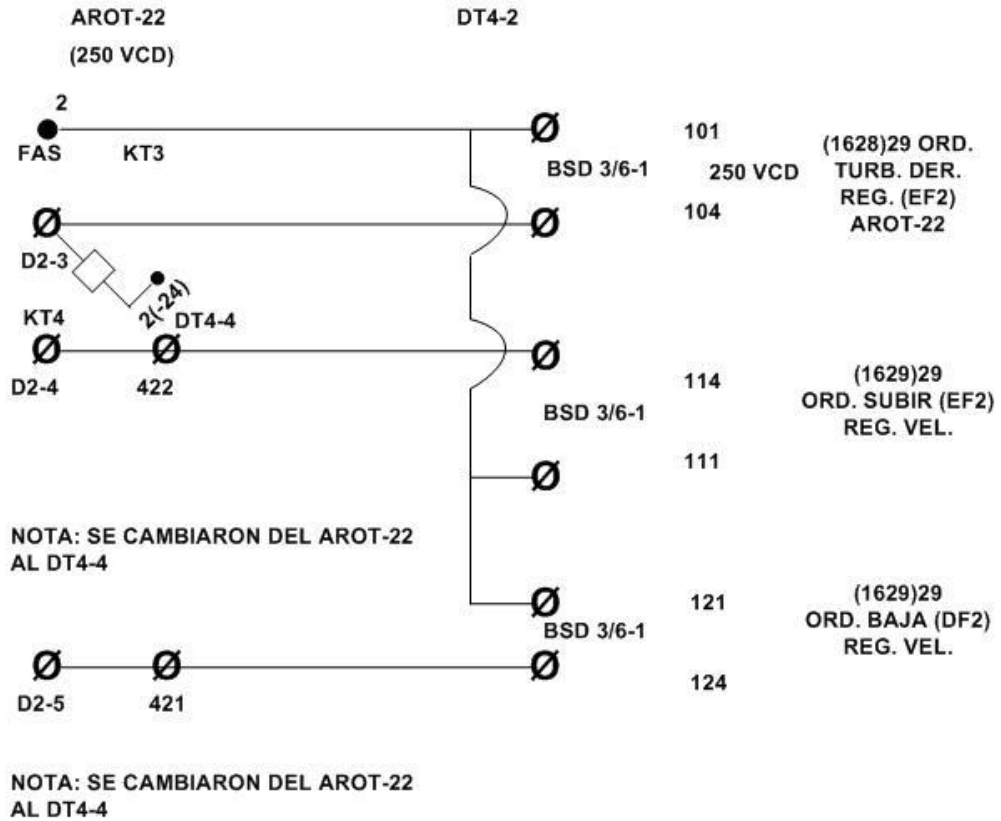 AROT-22
(250 VCD)
DT4-2
2
FAS
KT3
BSD 3/6-1
101
250 VCD
104
(1628)29 ORD.
TURB. DER.
REG. (EF2)
AROT-22
D2-3
2(-24)
KT4
DT4-4
D2-4
422
BSD 3/6-1
114
111
(1629)29
ORD. SUBIR (EF2)
REG. VEL.
NOTA: SE CAMBIARON DEL AROT-22
AL DT4-4
BSD 3/6-1
121
124
(1629)29
ORD. BAJA (DF2)
REG. VEL.
D2-5
421
NOTA: SE CAMBIARON DEL AROT-22
AL DT4-4